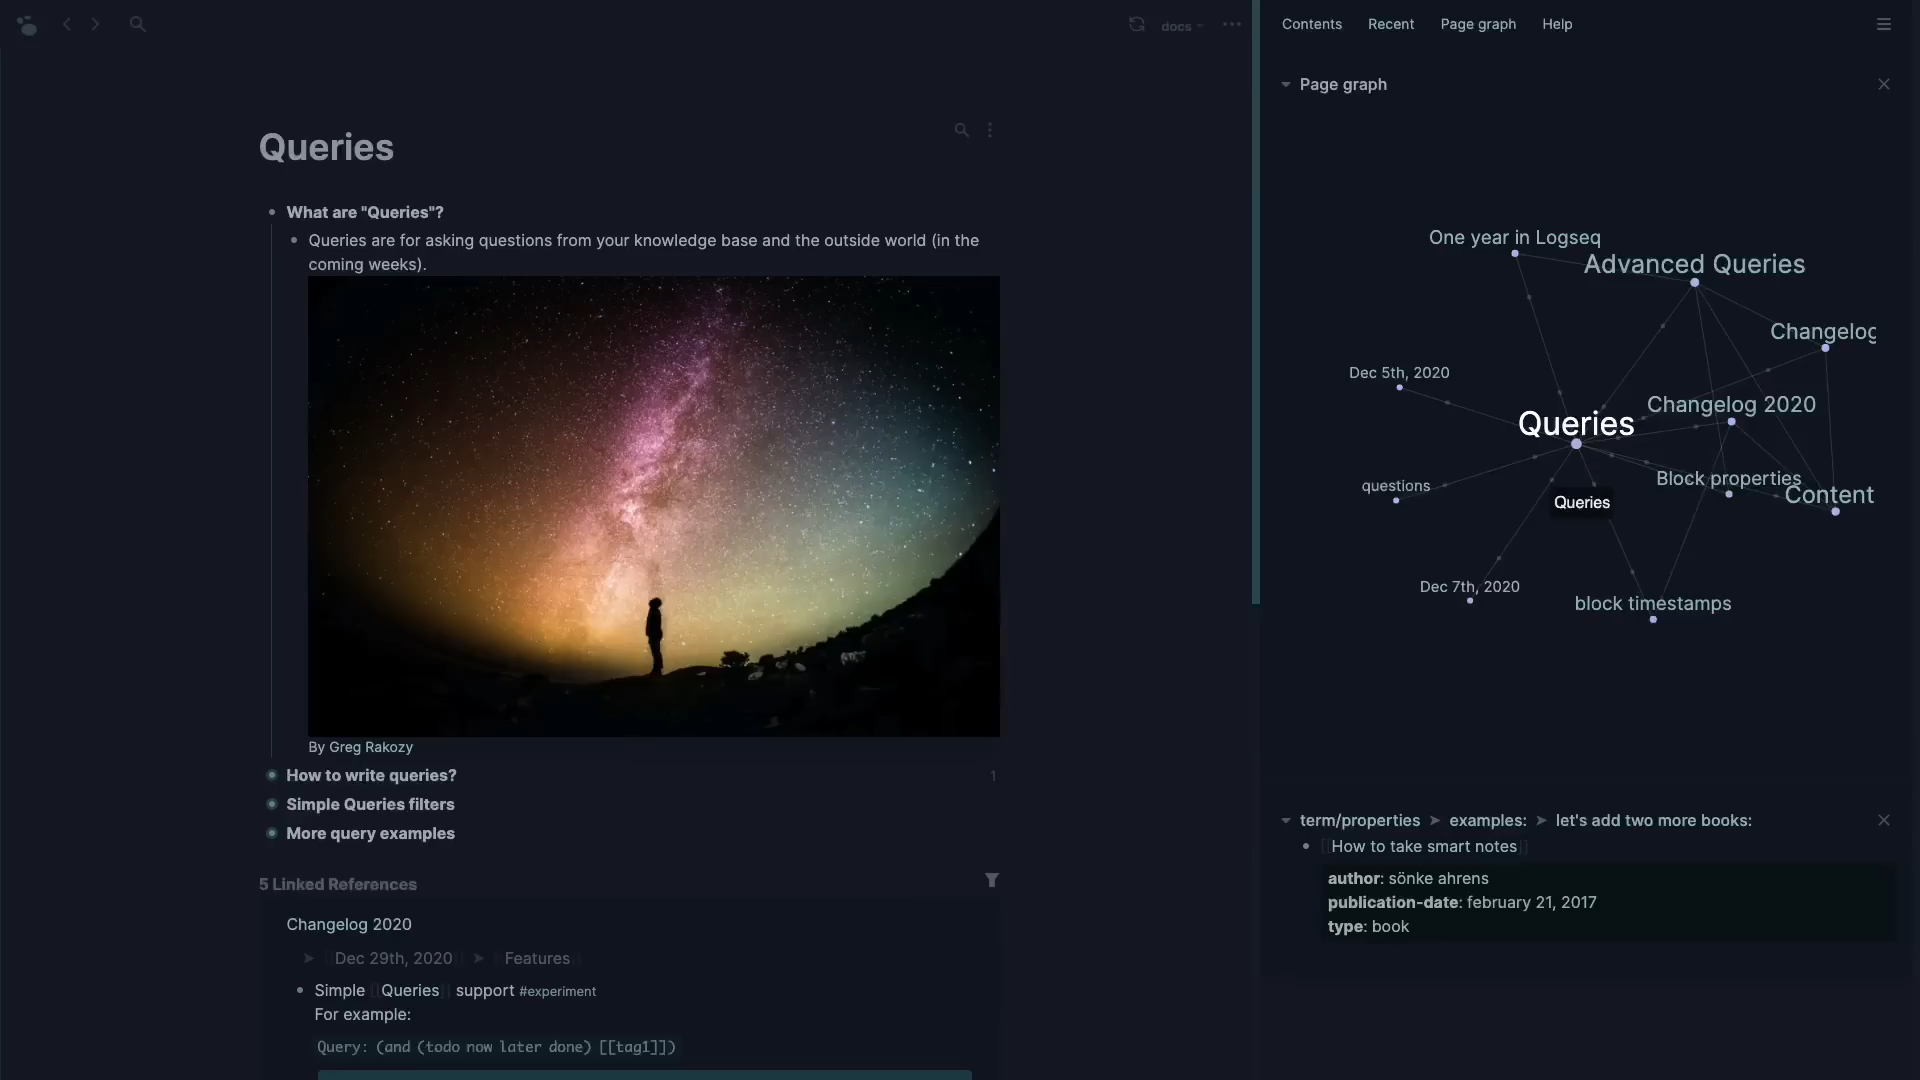 docs
Queries
What are "Queries"?
Queries are for asking questions from your knowledge base and the outside world (in the
coming weeks).
By Greg Rakozy
How to write queries?
1
Simple Queries filters
More query examples
5 Linked References
Changelog 2020
[[Dec 29th, 2020]] ➤ [[Features
Simple [[Queries]] support #experiment
For example:
Query: (and (todo now later done) [[tag1]])
Contents
Recent
Page graph
Help
Page graph
One year in Logseq
Advanced Queries
Changelog
Dec 5th, 2020
Changelog 2020
Queries
Block properties
questions
Content
Queries
Dec 7th, 2020
block timestamps
term/properties ➤ examples: ➤ let's add two more books:
[[How to take smart notes]]
author: sönke ahrens
publication-date: february 21, 2017
type: book